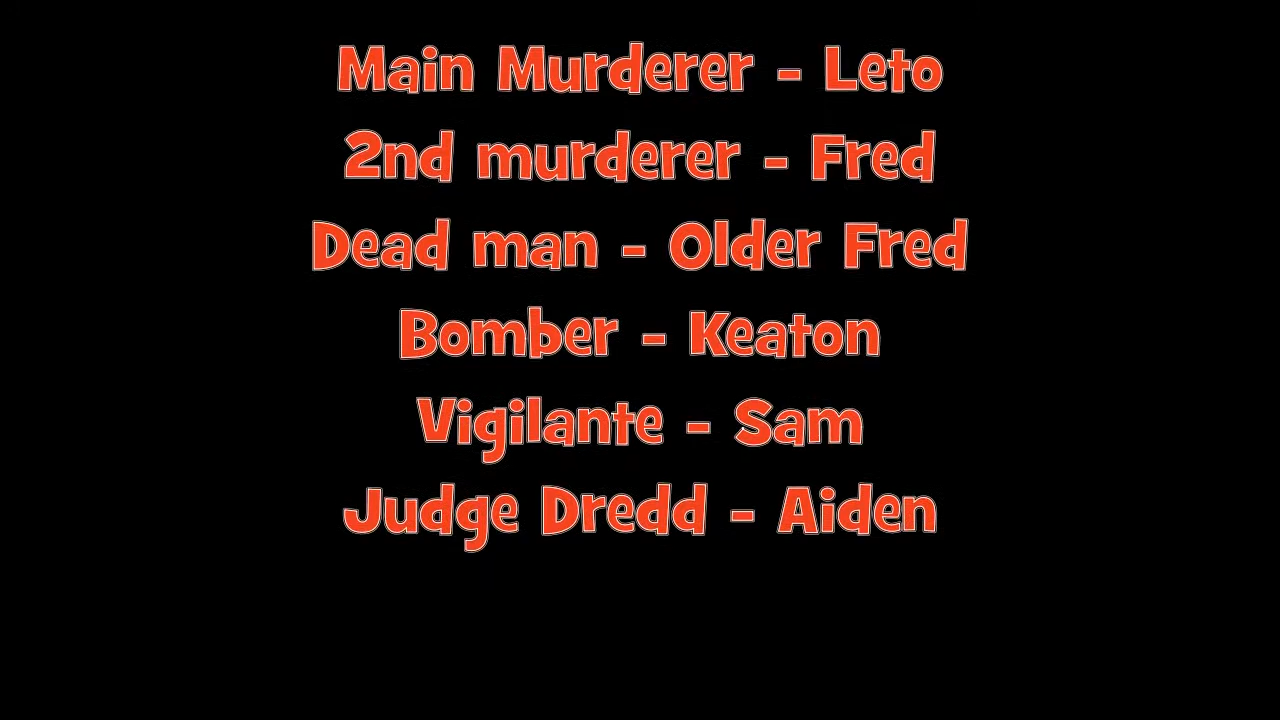 Main Murderer - Leto
2nd murderer - Fred
Dead man - Older Fred
Bomber - Keaton
Vigilante - Sam
Judge Dredd - Aiden